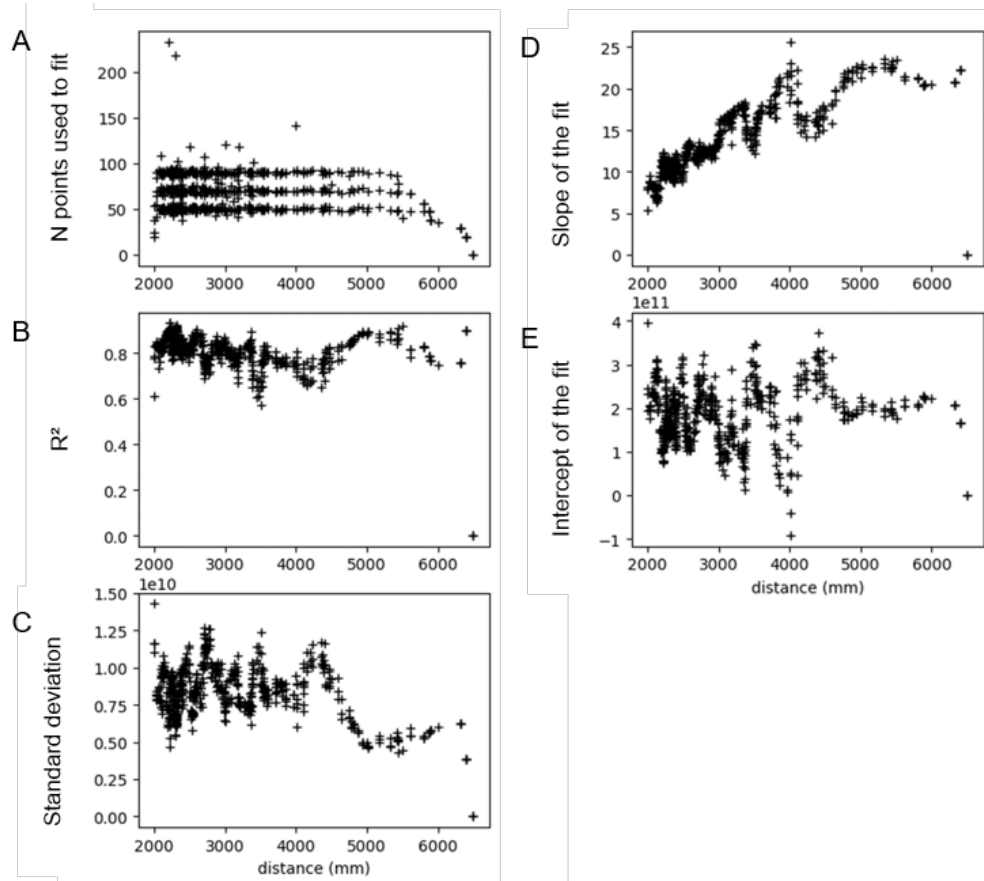 A
N points used to fit
200
150
100
50
0
2000 3000 4000 5000 6000
B
R²
0.8
0.6
0.4
0.2
0.0
2000 3000 4000 5000 6000
C
Standard deviation
1e10
1.50
1.25
1.00
0.75
0.50
0.25
0.00
2000 3000 4000 5000 6000
distance (mm)
D
Slope of the fit
25
20
15
10
5
0
2000 3000 4000 5000 6000
E
Intercept of the fit
1e11
4
3
2
1
0
−1
2000 3000 4000 5000 6000
distance (mm)